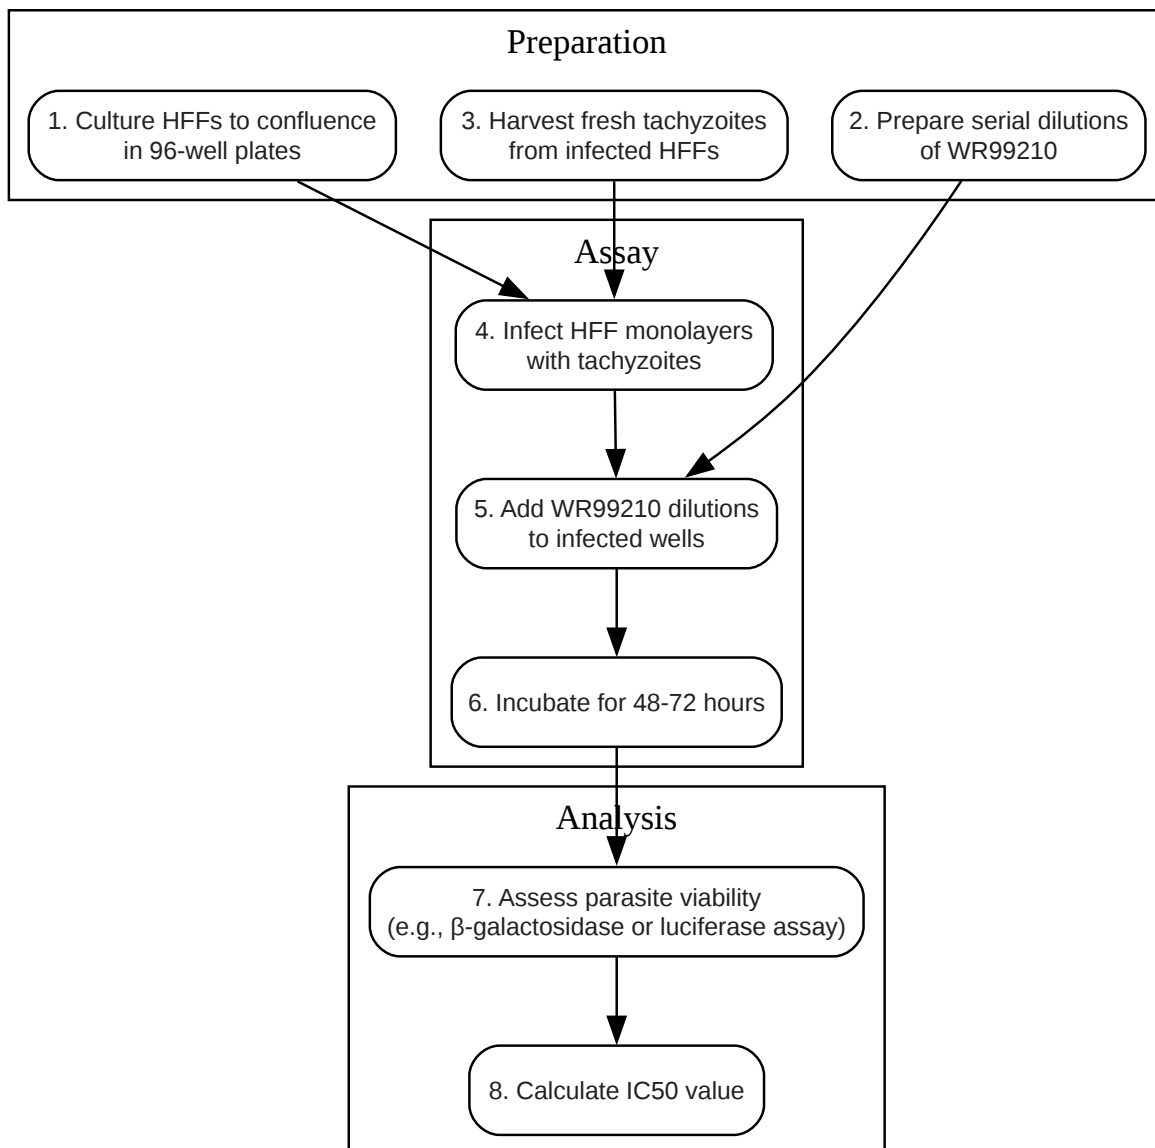 Preparation
1. Culture HFFs to confluence
in 96-well plates
3. Harvest fresh tachyzoites
from infected HFFs
2. Prepare serial dilutions
of WR99210
Assay
4. Infect HFF monolayers
with tachyzoites
5. Add WR99210 dilutions
to infected wells
6. Incubate for 48-72 hours
Analysis
7. Assess parasite viability
(e.g., β-galactosidase or luciferase assay)
8. Calculate IC50 value